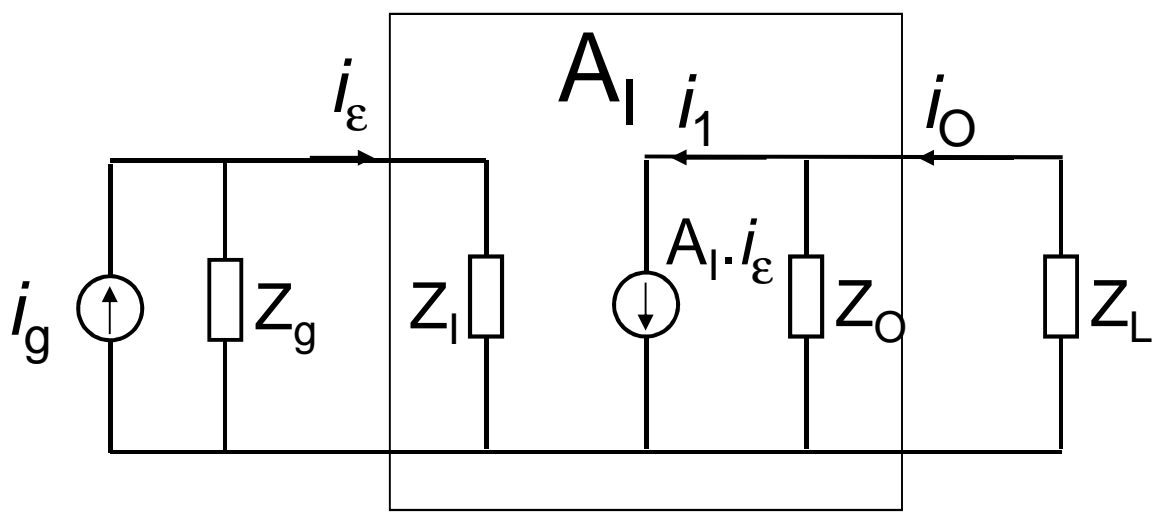 A_I
i_ε
i_1
i_O
A_I.i_ε
i_g
Z_g
Z_I
Z_O
Z_L